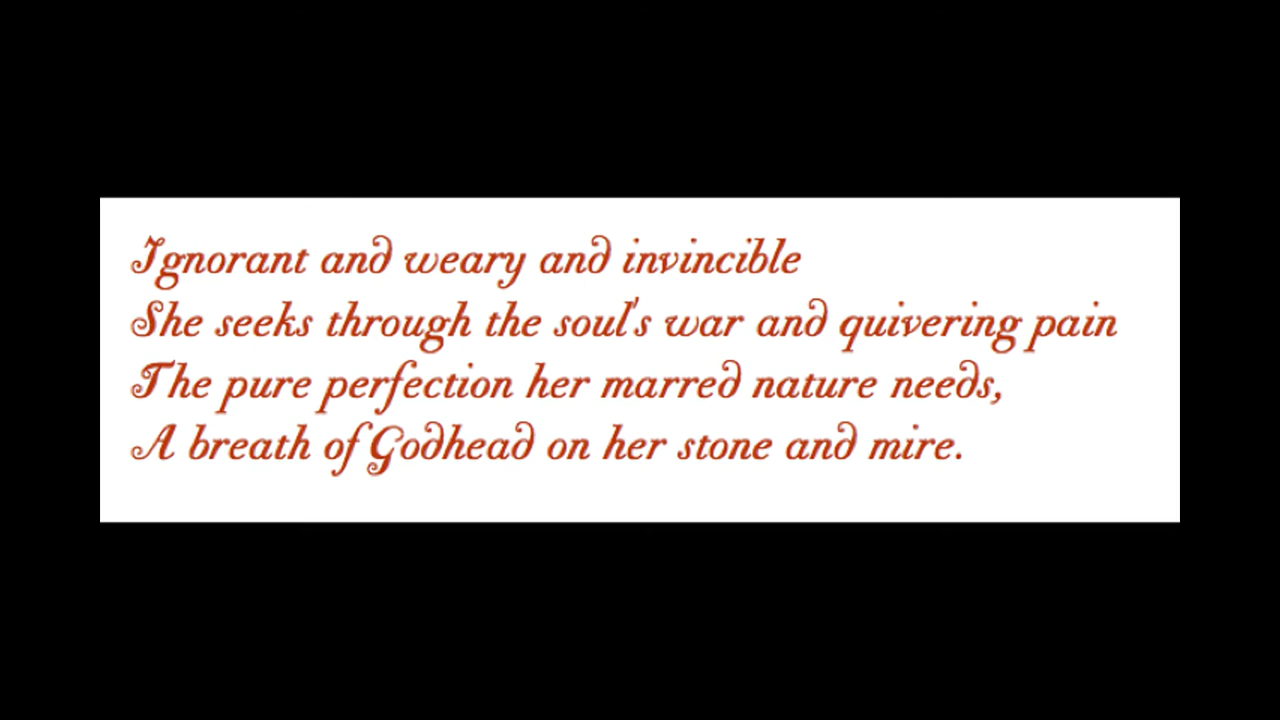 Ignorant and weary and invincible
She seeks through the soul's war and quivering pain
The pure perfection her marred nature needs,
A breath of Godhead on her stone and mire.